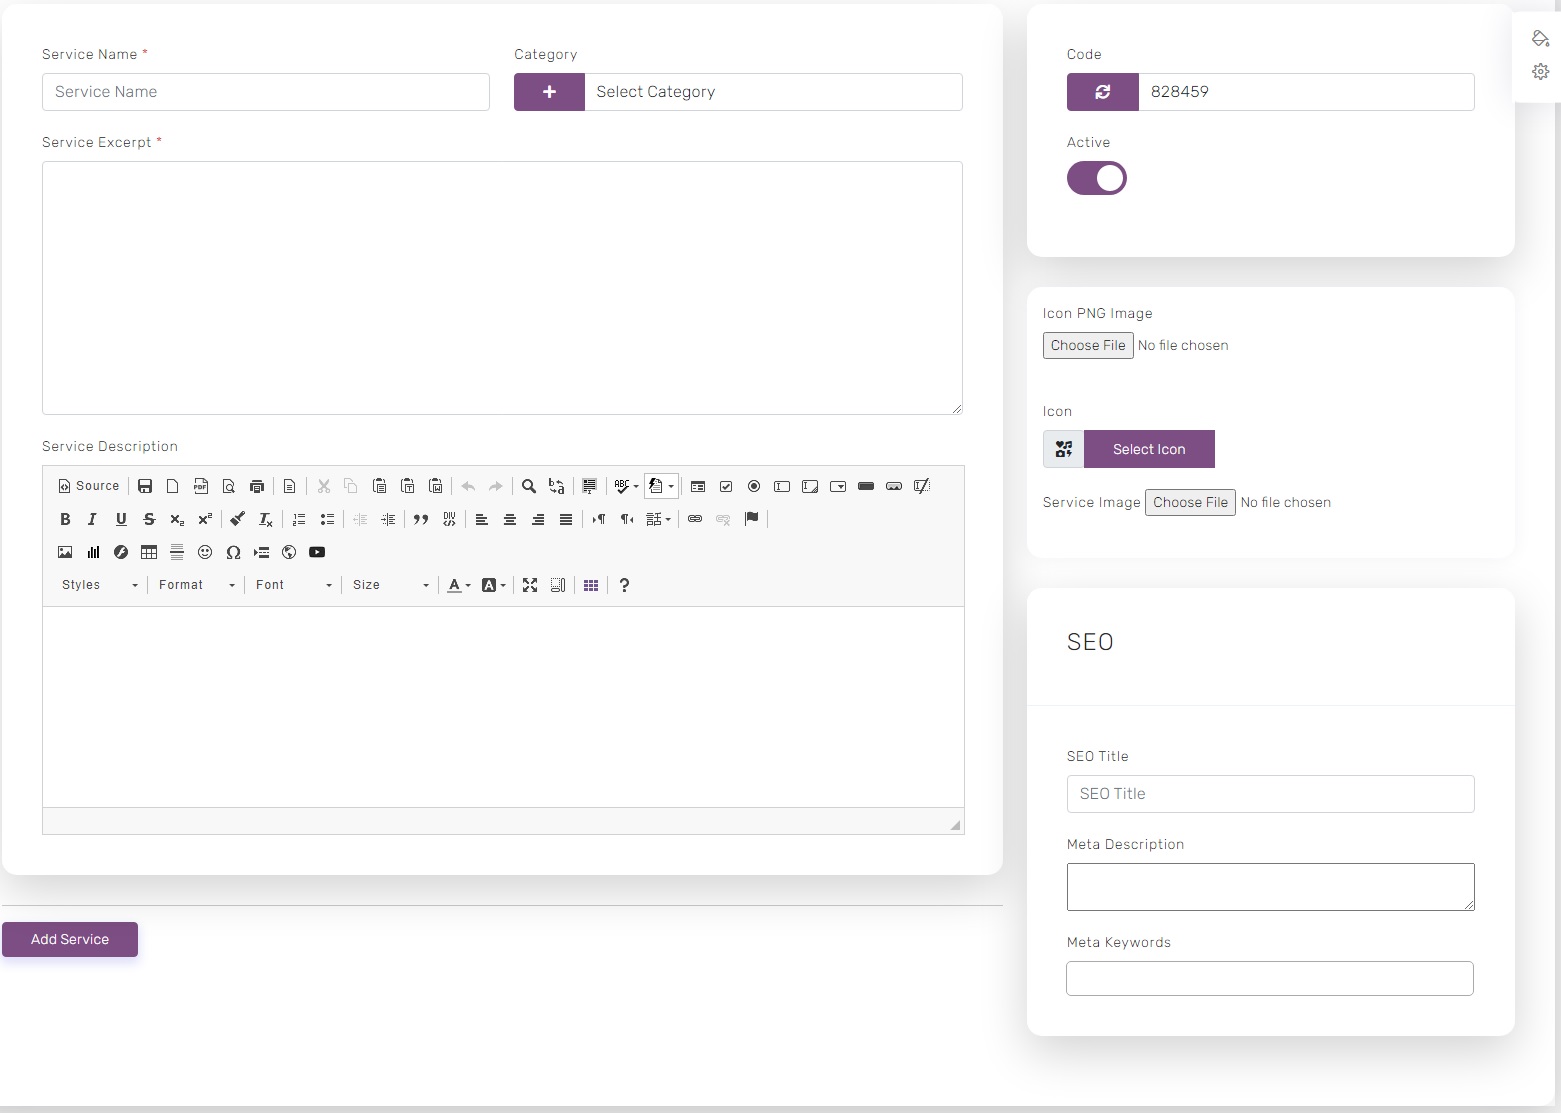 Service Name *
Service Name
Category
Select Category
Service Excerpt *
Service Description
Source
Styles
Format
Font
Size
Add Service
Code
828459
Active
Icon PNG Image
Choose File No file chosen
Icon
Select Icon
Service Image Choose File No file chosen
SEO
SEO Title
SEO Title
Meta Description
Meta Keywords